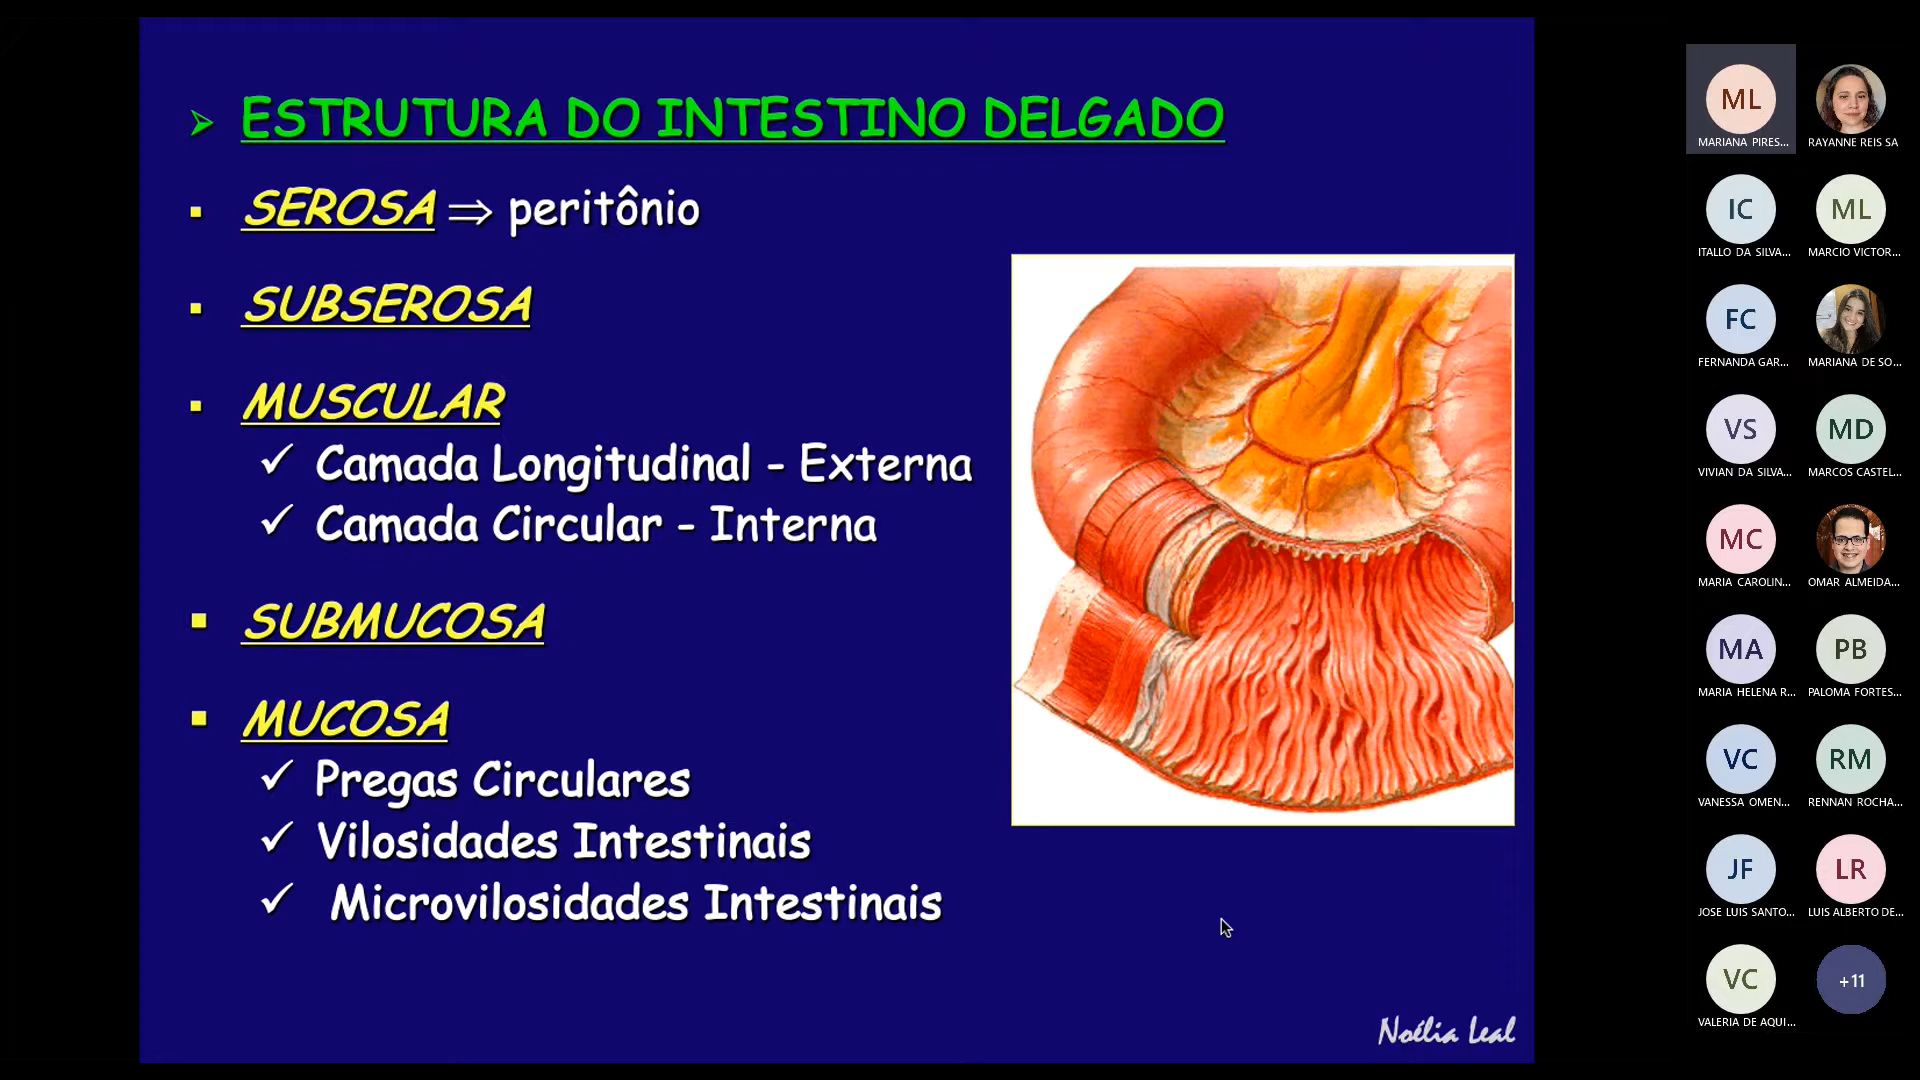 ➢ ESTRUTURA DO INTESTINO DELGADO
▪ SEROSA ⇒ peritônio
▪ SUBSEROSA
▪ MUSCULAR
✓ Camada Longitudinal - Externa
✓ Camada Circular - Interna
▪ SUBMUCOSA
▪ MUCOSA
✓ Pregas Circulares
✓ Vilosidades Intestinais
✓ Microvilosidades Intestinais
Noélia Leal
ML
MARIANA PIRES...
RAYANNE REIS SA
IC
ITALLO DA SILVA...
ML
MARCIO VICTOR...
FC
FERNANDA GAR...
MARIANA DE SO...
VS
VIVIAN DA SILVA...
MD
MARCOS CASTEL...
MC
MARIA CAROLIN...
OMAR ALMEIDA...
MA
MARIA HELENA R...
PB
PALOMA FORTES...
VC
VANESSA OMEN...
RM
RENNAN ROCHA...
JF
JOSE LUIS SANTO...
LR
LUIS ALBERTO DE...
VC
VALERIA DE AQUI...
+11